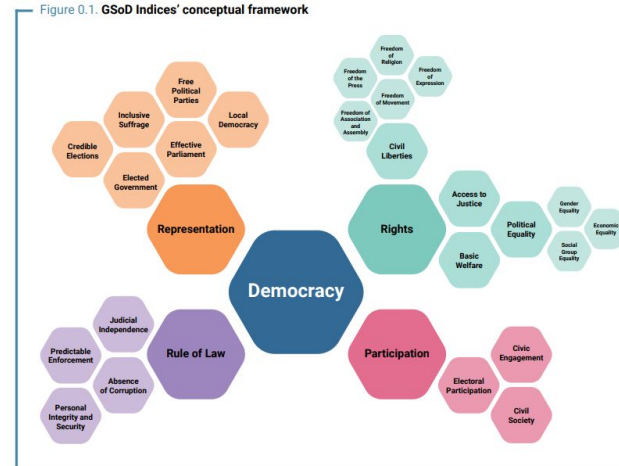 Figure 0.1. GSoD Indices’ conceptual framework
Free
Political
Parties
Inclusive
Suffrage
Local
Democracy
Credible
Elections
Effective
Parliament
Elected
Government
Representation
Freedom
of
Religion
Freedom
of the
Press
Freedom
of
Expression
Freedom
of Movement
Freedom of
Association
and
Assembly
Civil
Liberties
Rights
Access to
Justice
Basic
Welfare
Political
Equality
Gender
Equality
Social
Group
Equality
Economic
Equality
Democracy
Judicial
Independence
Predictable
Enforcement
Absence
of Corruption
Personal
Integrity and
Security
Rule of Law
Participation
Electoral
Participation
Civic
Engagement
Civil
Society